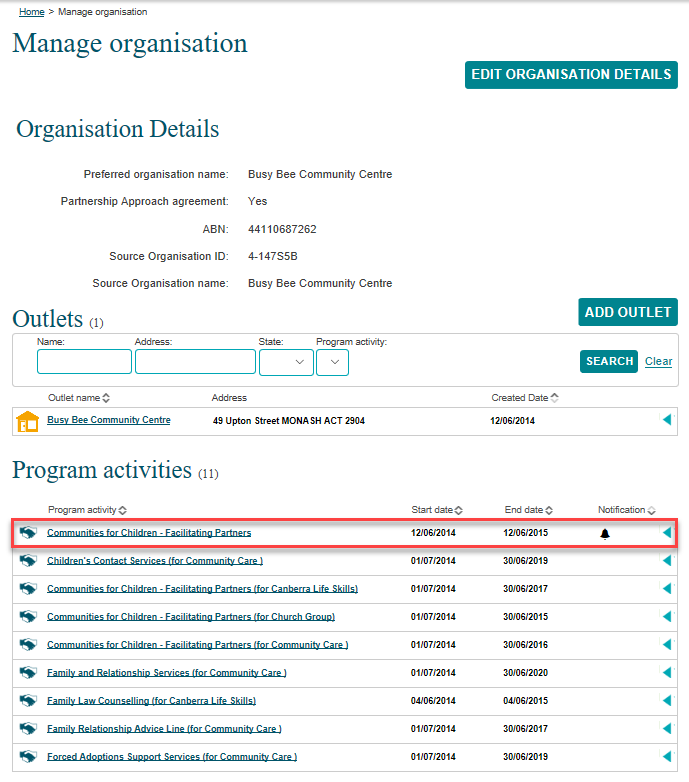 Home > Manage organisation
Manage organisation
EDIT ORGANISATION DETAILS
Organisation Details
Preferred organisation name: Busy Bee Community Centre
Partnership Approach agreement: Yes
ABN: 44110687262
Source Organisation ID: 4-147S5B
Source Organisation name: Busy Bee Community Centre
Outlets (1)
ADD OUTLET
Name: Address: State: Program activity:
SEARCH Clear
Outlet name Address Created Date
Busy Bee Community Centre 49 Upton Street MONASH ACT 2904 12/06/2014
Program activities (11)
Program activity Start date End date Notification
Communities for Children - Facilitating Partners 12/06/2014 12/06/2015
Children's Contact Services (for Community Care ) 01/07/2014 30/06/2019
Communities for Children - Facilitating Partners (for Canberra Life Skills) 01/07/2014 30/06/2017
Communities for Children - Facilitating Partners (for Church Group) 01/07/2014 30/06/2015
Communities for Children - Facilitating Partners (for Community Care ) 01/07/2014 30/06/2016
Family and Relationship Services (for Community Care ) 01/07/2014 30/06/2020
Family Law Counselling (for Canberra Life Skills) 04/06/2014 04/06/2015
Family Relationship Advice Line (for Community Care ) 01/07/2014 30/06/2017
Forced Adoptions Support Services (for Community Care ) 01/07/2014 30/06/2019